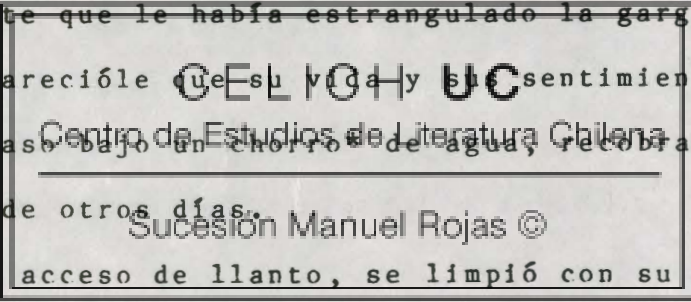 te que le había estrangulado la garg
arecióle que su vida y sus sentimien
CELICH UC
aso bajo un chorro de agua, recobra
Centro de Estudios de Literatura Chilena
de otros días.
Sucesión Manuel Rojas ©
acceso de llanto, se limpió con su